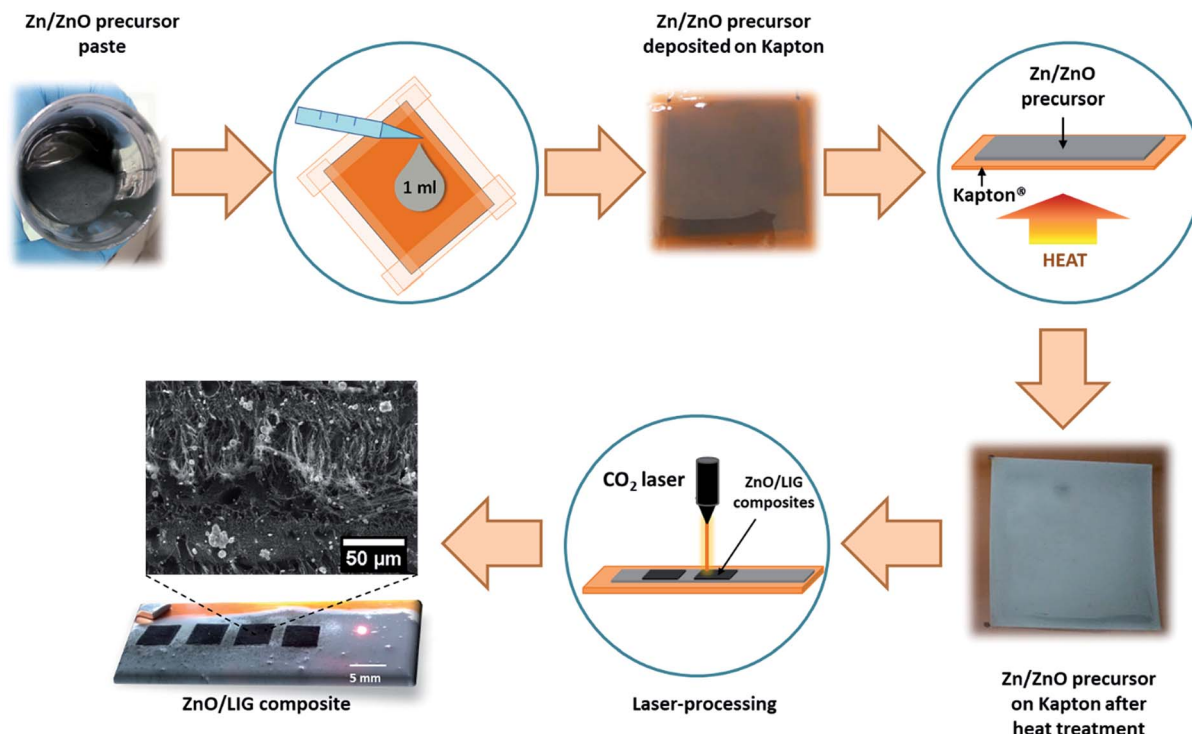 Zn/ZnO precursor
paste
1 ml
Zn/ZnO precursor
deposited on Kapton
Zn/ZnO
precursor
Kapton®
HEAT
Zn/ZnO precursor
on Kapton after
heat treatment
CO₂ laser
ZnO/LIG
composites
Laser-processing
50 μm
5 mm
ZnO/LIG composite